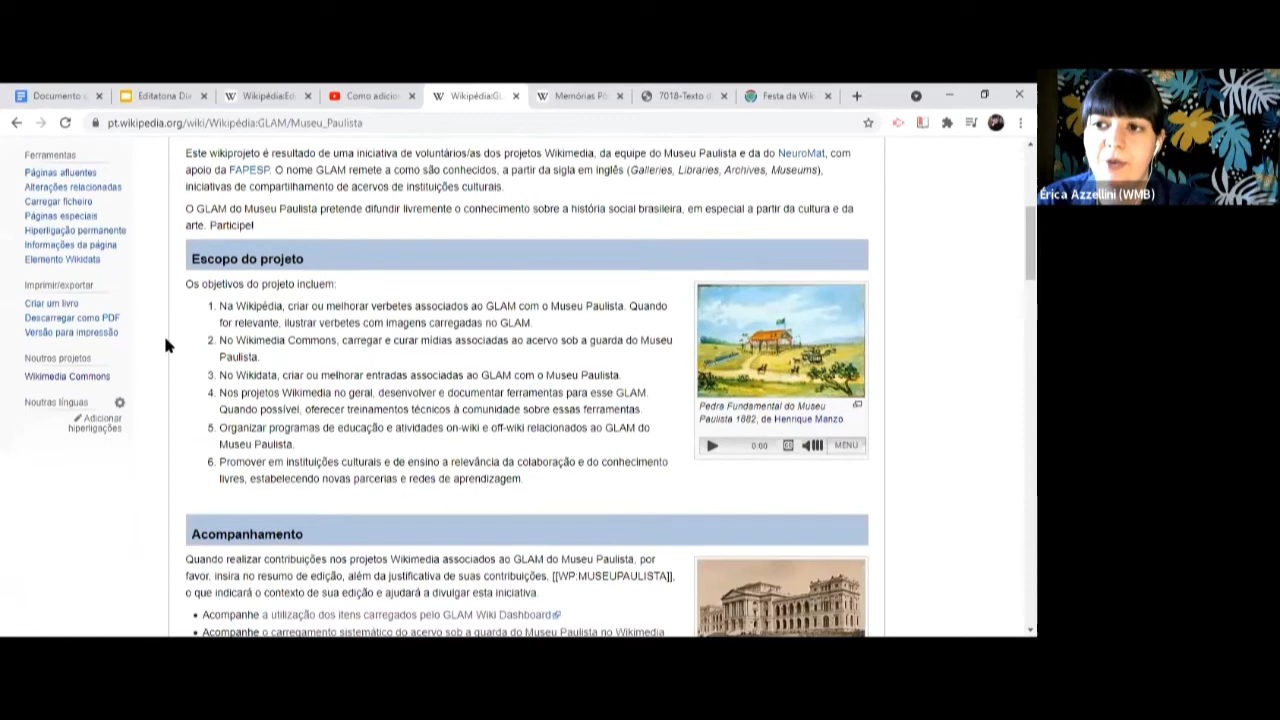 Documento
Editatona Dia
Wikipédia:Ed
Como adicio
Wikipédia:GL
Memórias P
7018-Texto d
Festa da Wik
pt.wikipedia.org/wiki/Wikipédia:GLAM/Museu_Paulista
Érica Azzellini (WMB)
Ferramentas
Páginas afluentes
Alterações relacionadas
Carregar ficheiro
Páginas especiais
Hiperligação permanente
Informações da página
Elemento Wikidata
Imprimir/exportar
Criar um livro
Descarregar como PDF
Versão para impressão
Noutros projetos
Wikimedia Commons
Noutras línguas
Adicionar
hiperligações
Este wikiprojeto é resultado de uma iniciativa de voluntários/as dos projetos Wikimedia, da equipe do Museu Paulista e da do NeuroMat, com
apoio da FAPESP. O nome GLAM remete a como são conhecidos, a partir da sigla em inglês (Galleries, Libraries, Archives, Museums),
iniciativas de compartilhamento de acervos de instituições culturais.
O GLAM do Museu Paulista pretende difundir livremente o conhecimento sobre a história social brasileira, em especial a partir da cultura e da
arte. Participe!
Escopo do projeto
Os objetivos do projeto incluem:
1. Na Wikipédia, criar ou melhorar verbetes associados ao GLAM com o Museu Paulista. Quando
for relevante, ilustrar verbetes com imagens carregadas no GLAM.
2. No Wikimedia Commons, carregar e curar mídias associadas ao acervo sob a guarda do Museu
Paulista.
3. No Wikidata, criar ou melhorar entradas associadas ao GLAM com o Museu Paulista.
4. Nos projetos Wikimedia no geral, desenvolver e documentar ferramentas para esse GLAM.
Quando possível, oferecer treinamentos técnicos à comunidade sobre essas ferramentas.
5. Organizar programas de educação e atividades on-wiki e off-wiki relacionados ao GLAM do
Museu Paulista.
6. Promover em instituições culturais e de ensino a relevância da colaboração e do conhecimento
livres, estabelecendo novas parcerias e redes de aprendizagem.
Pedra Fundamental do Museu
Paulista 1882, de Henrique Manzo.
0:00
MENU
Acompanhamento
Quando realizar contribuições nos projetos Wikimedia associados ao GLAM do Museu Paulista, por
favor, insira no resumo de edição, além da justificativa de suas contribuições, [[WP:MUSEUPAULISTA]],
o que indicará o contexto de sua edição e ajudará a divulgar esta iniciativa.
• Acompanhe a utilização dos itens carregados pelo GLAM Wiki Dashboard
• Acompanhe o carregamento sistemático do acervo sob a guarda do Museu Paulista no Wikimedia